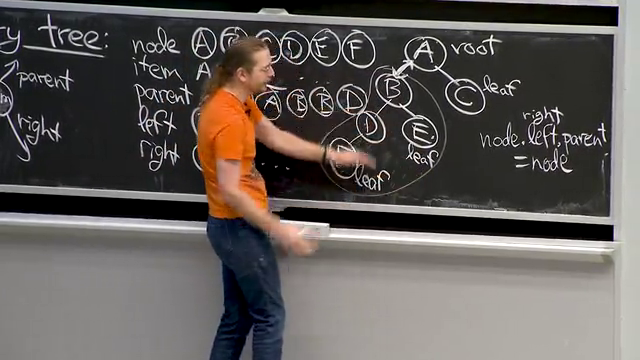 ry tree:
parent
right
node A D E F
item A
parent A B B D
left
right
A root
B
C leaf
D E
leaf leaf
right
node.left.parent
= node